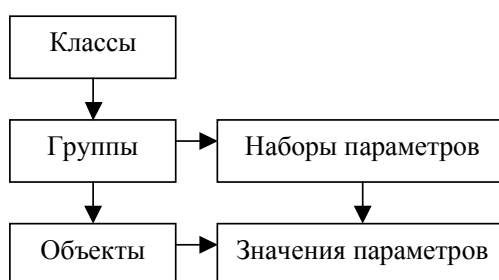 Классы
Группы
Наборы параметров
Объекты
Значения параметров